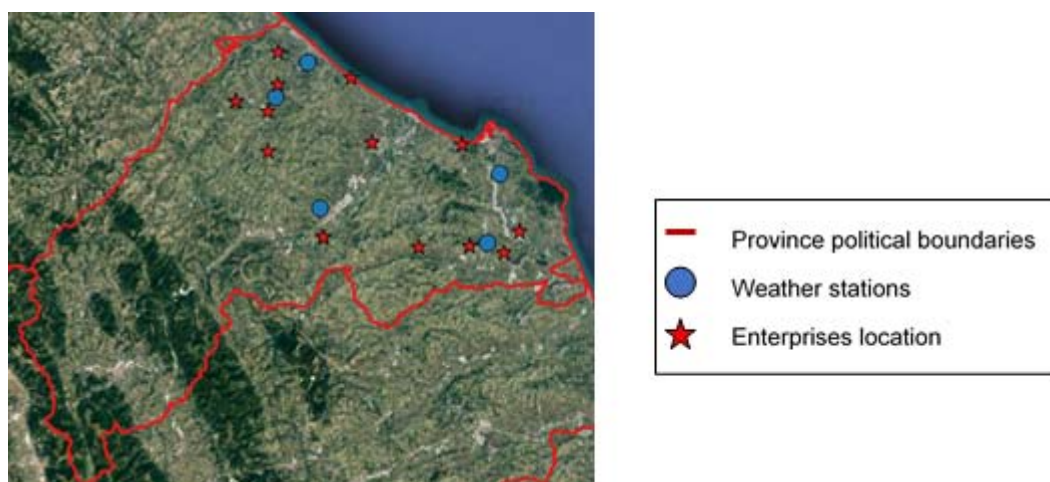 Province political boundaries
Weather stations
Enterprises location